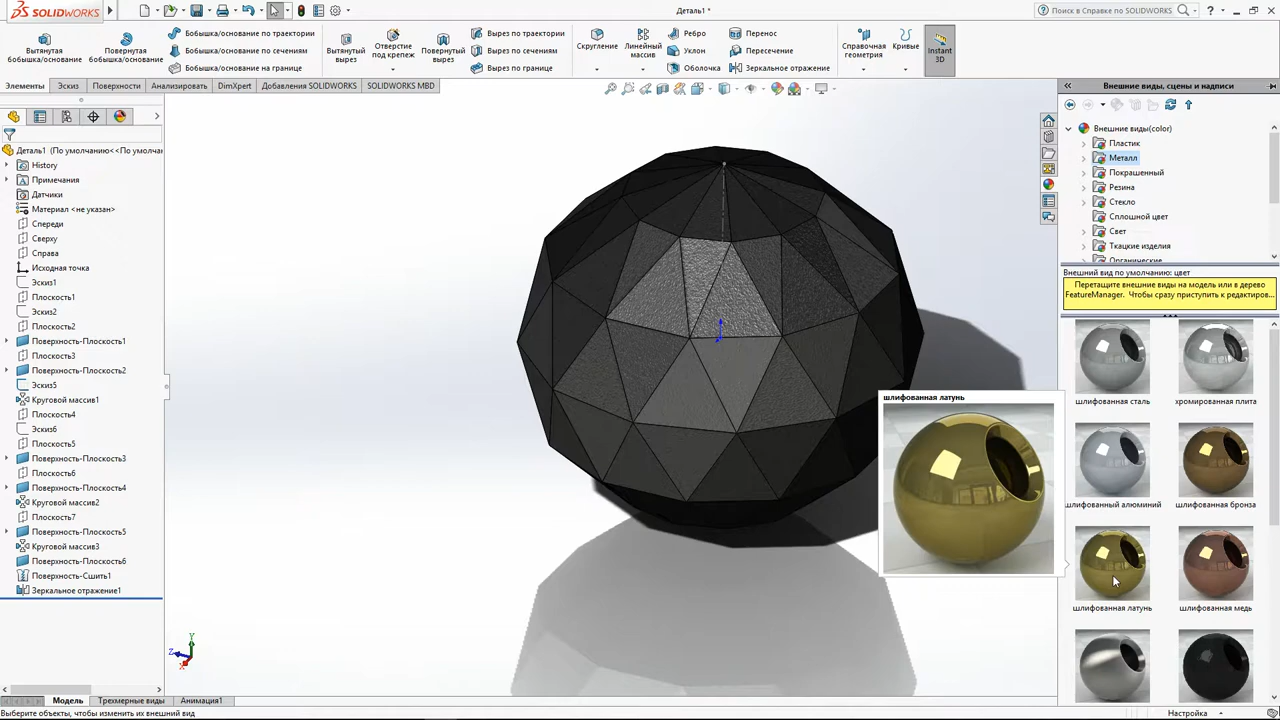 SOLIDWORKS
Деталь1 *
Поиск в Справке по SOLIDWORKS
Вытянутая бобышка/основание
Повернутая бобышка/основание
Бобышка/основание по траектории
Бобышка/основание по сечениям
Бобышка/основание на границе
Вытянутый вырез
Отверстие под крепеж
Повернутый вырез
Вырез по траектории
Вырез по сечениям
Вырез по границе
Скругление
Линейный массив
Ребро
Уклон
Оболочка
Перенос
Пересечение
Зеркальное отражение
Справочная геометрия
Кривые
Instant 3D
Элементы
Эскиз
Поверхности
Анализировать
DimXpert
Добавления SOLIDWORKS
SOLIDWORKS MBD
Деталь1 (По умолчанию<<По умолчан
History
Примечания
Датчики
Материал <не указан>
Спереди
Сверху
Справа
Исходная точка
Эскиз1
Плоскость1
Эскиз2
Плоскость2
Поверхность-Плоскость1
Плоскость3
Поверхность-Плоскость2
Эскиз5
Круговой массив1
Плоскость4
Эскиз6
Плоскость5
Поверхность-Плоскость3
Плоскость6
Поверхность-Плоскость4
Круговой массив2
Плоскость7
Поверхность-Плоскость5
Круговой массив3
Поверхность-Плоскость6
Поверхность-Сшить1
Зеркальное отражение1
Y
Z
X
шлифованная латунь
Внешние виды, сцены и надписи
Внешние виды(color)
Пластик
Металл
Покрашенный
Резина
Стекло
Сплошной цвет
Свет
Ткацкие изделия
Органические
Внешний вид по умолчанию: цвет
Перетащите внешние виды на модель или в дерево
FeatureManager. Чтобы сразу приступить к редактиров...
шлифованная сталь
хромированная плита
шлифованный алюминий
шлифованная бронза
шлифованная латунь
шлифованная медь
Модель
Трехмерные виды
Анимация1
Выберите объекты, чтобы изменить их внешний вид
Настройка